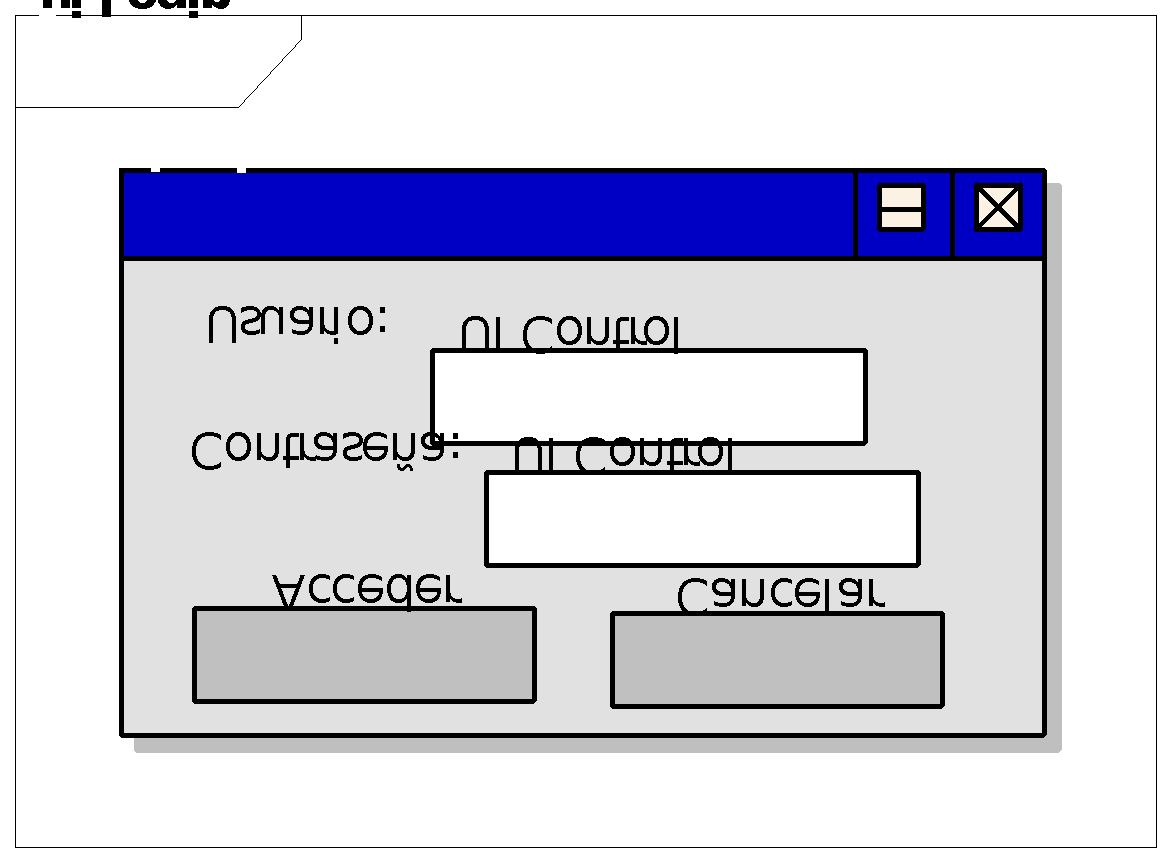 Usuario: UI Control
Contraseña: UI Control
Acceder Cancelar